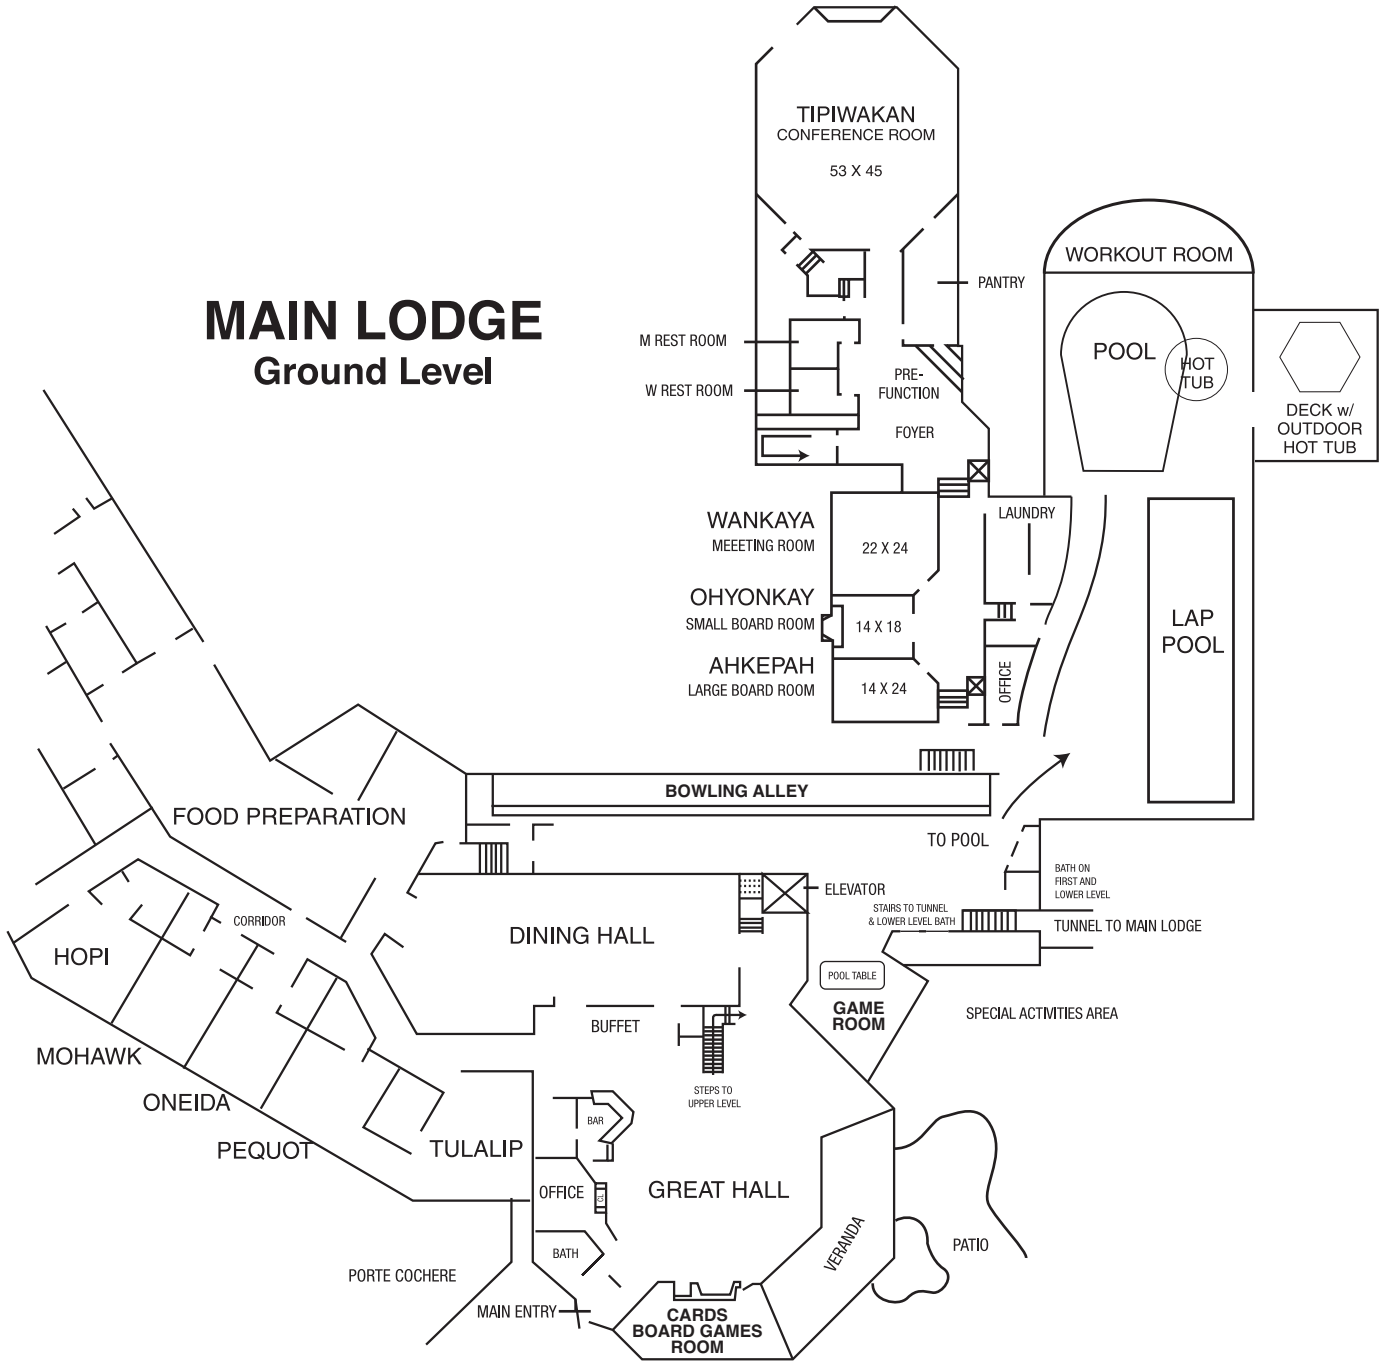 TIPIWAKAN
CONFERENCE ROOM
53 X 45
WORKOUT ROOM
PANTRY
MAIN LODGE
Ground Level
M REST ROOM
W REST ROOM
PRE-
FUNCTION
FOYER
POOL
HOT
TUB
DECK w/
OUTDOOR
HOT TUB
WANKAYA
MEEETING ROOM
22 X 24
LAUNDRY
OHYONKAY
SMALL BOARD ROOM
14 X 18
AHKEPAH
LARGE BOARD ROOM
14 X 24
OFFICE
LAP
POOL
BOWLING ALLEY
FOOD PREPARATION
TO POOL
BATH ON
FIRST AND
LOWER LEVEL
ELEVATOR
STAIRS TO TUNNEL
& LOWER LEVEL BATH
TUNNEL TO MAIN LODGE
CORRIDOR
DINING HALL
HOPI
POOL TABLE
GAME
ROOM
SPECIAL ACTIVITIES AREA
BUFFET
MOHAWK
STEPS TO
UPPER LEVEL
ONEIDA
BAR
PEQUOT
TULALIP
OFFICE
CL
GREAT HALL
VERANDA
PATIO
BATH
PORTE COCHERE
MAIN ENTRY
CARDS
BOARD GAMES
ROOM